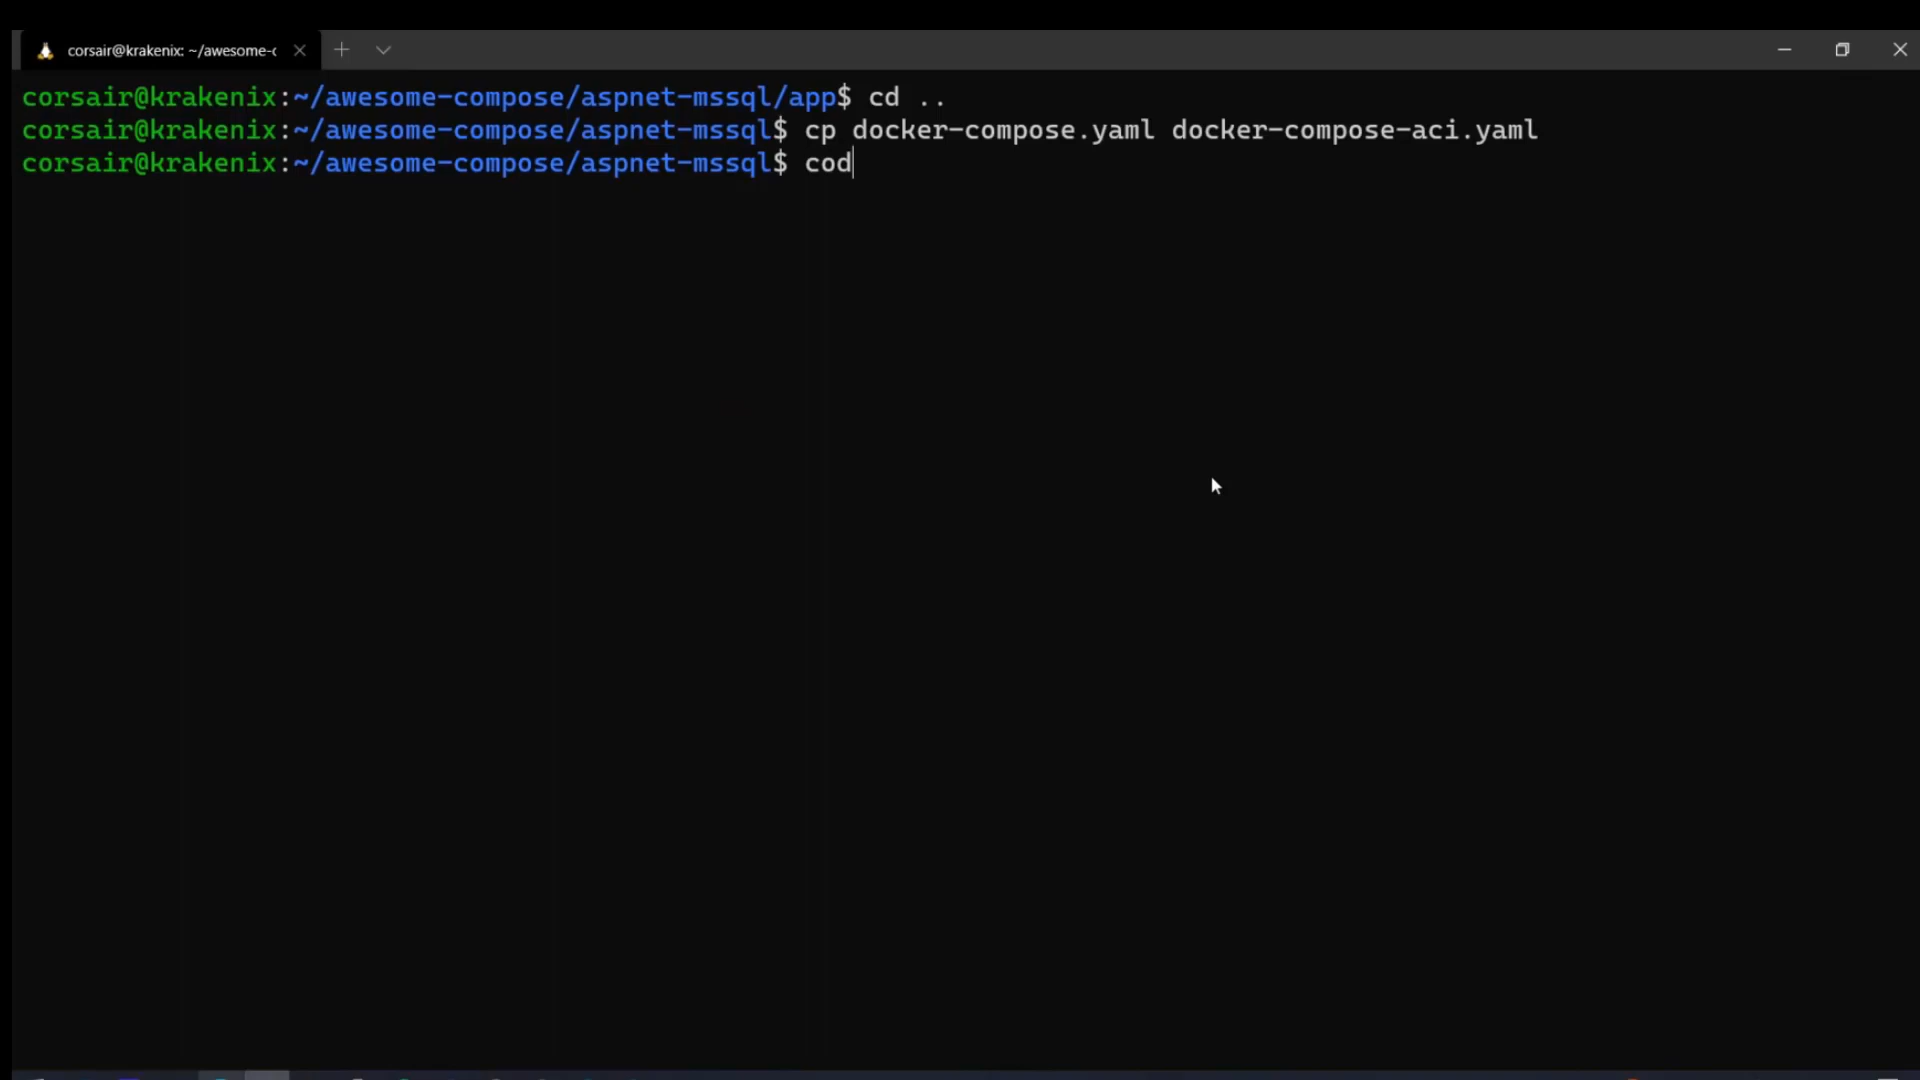 corsair@krakenix: ~/awesome-c
corsair@krakenix:~/awesome-compose/aspnet-mssql/app$ cd ..
corsair@krakenix:~/awesome-compose/aspnet-mssql$ cp docker-compose.yaml docker-compose-aci.yaml
corsair@krakenix:~/awesome-compose/aspnet-mssql$ cod